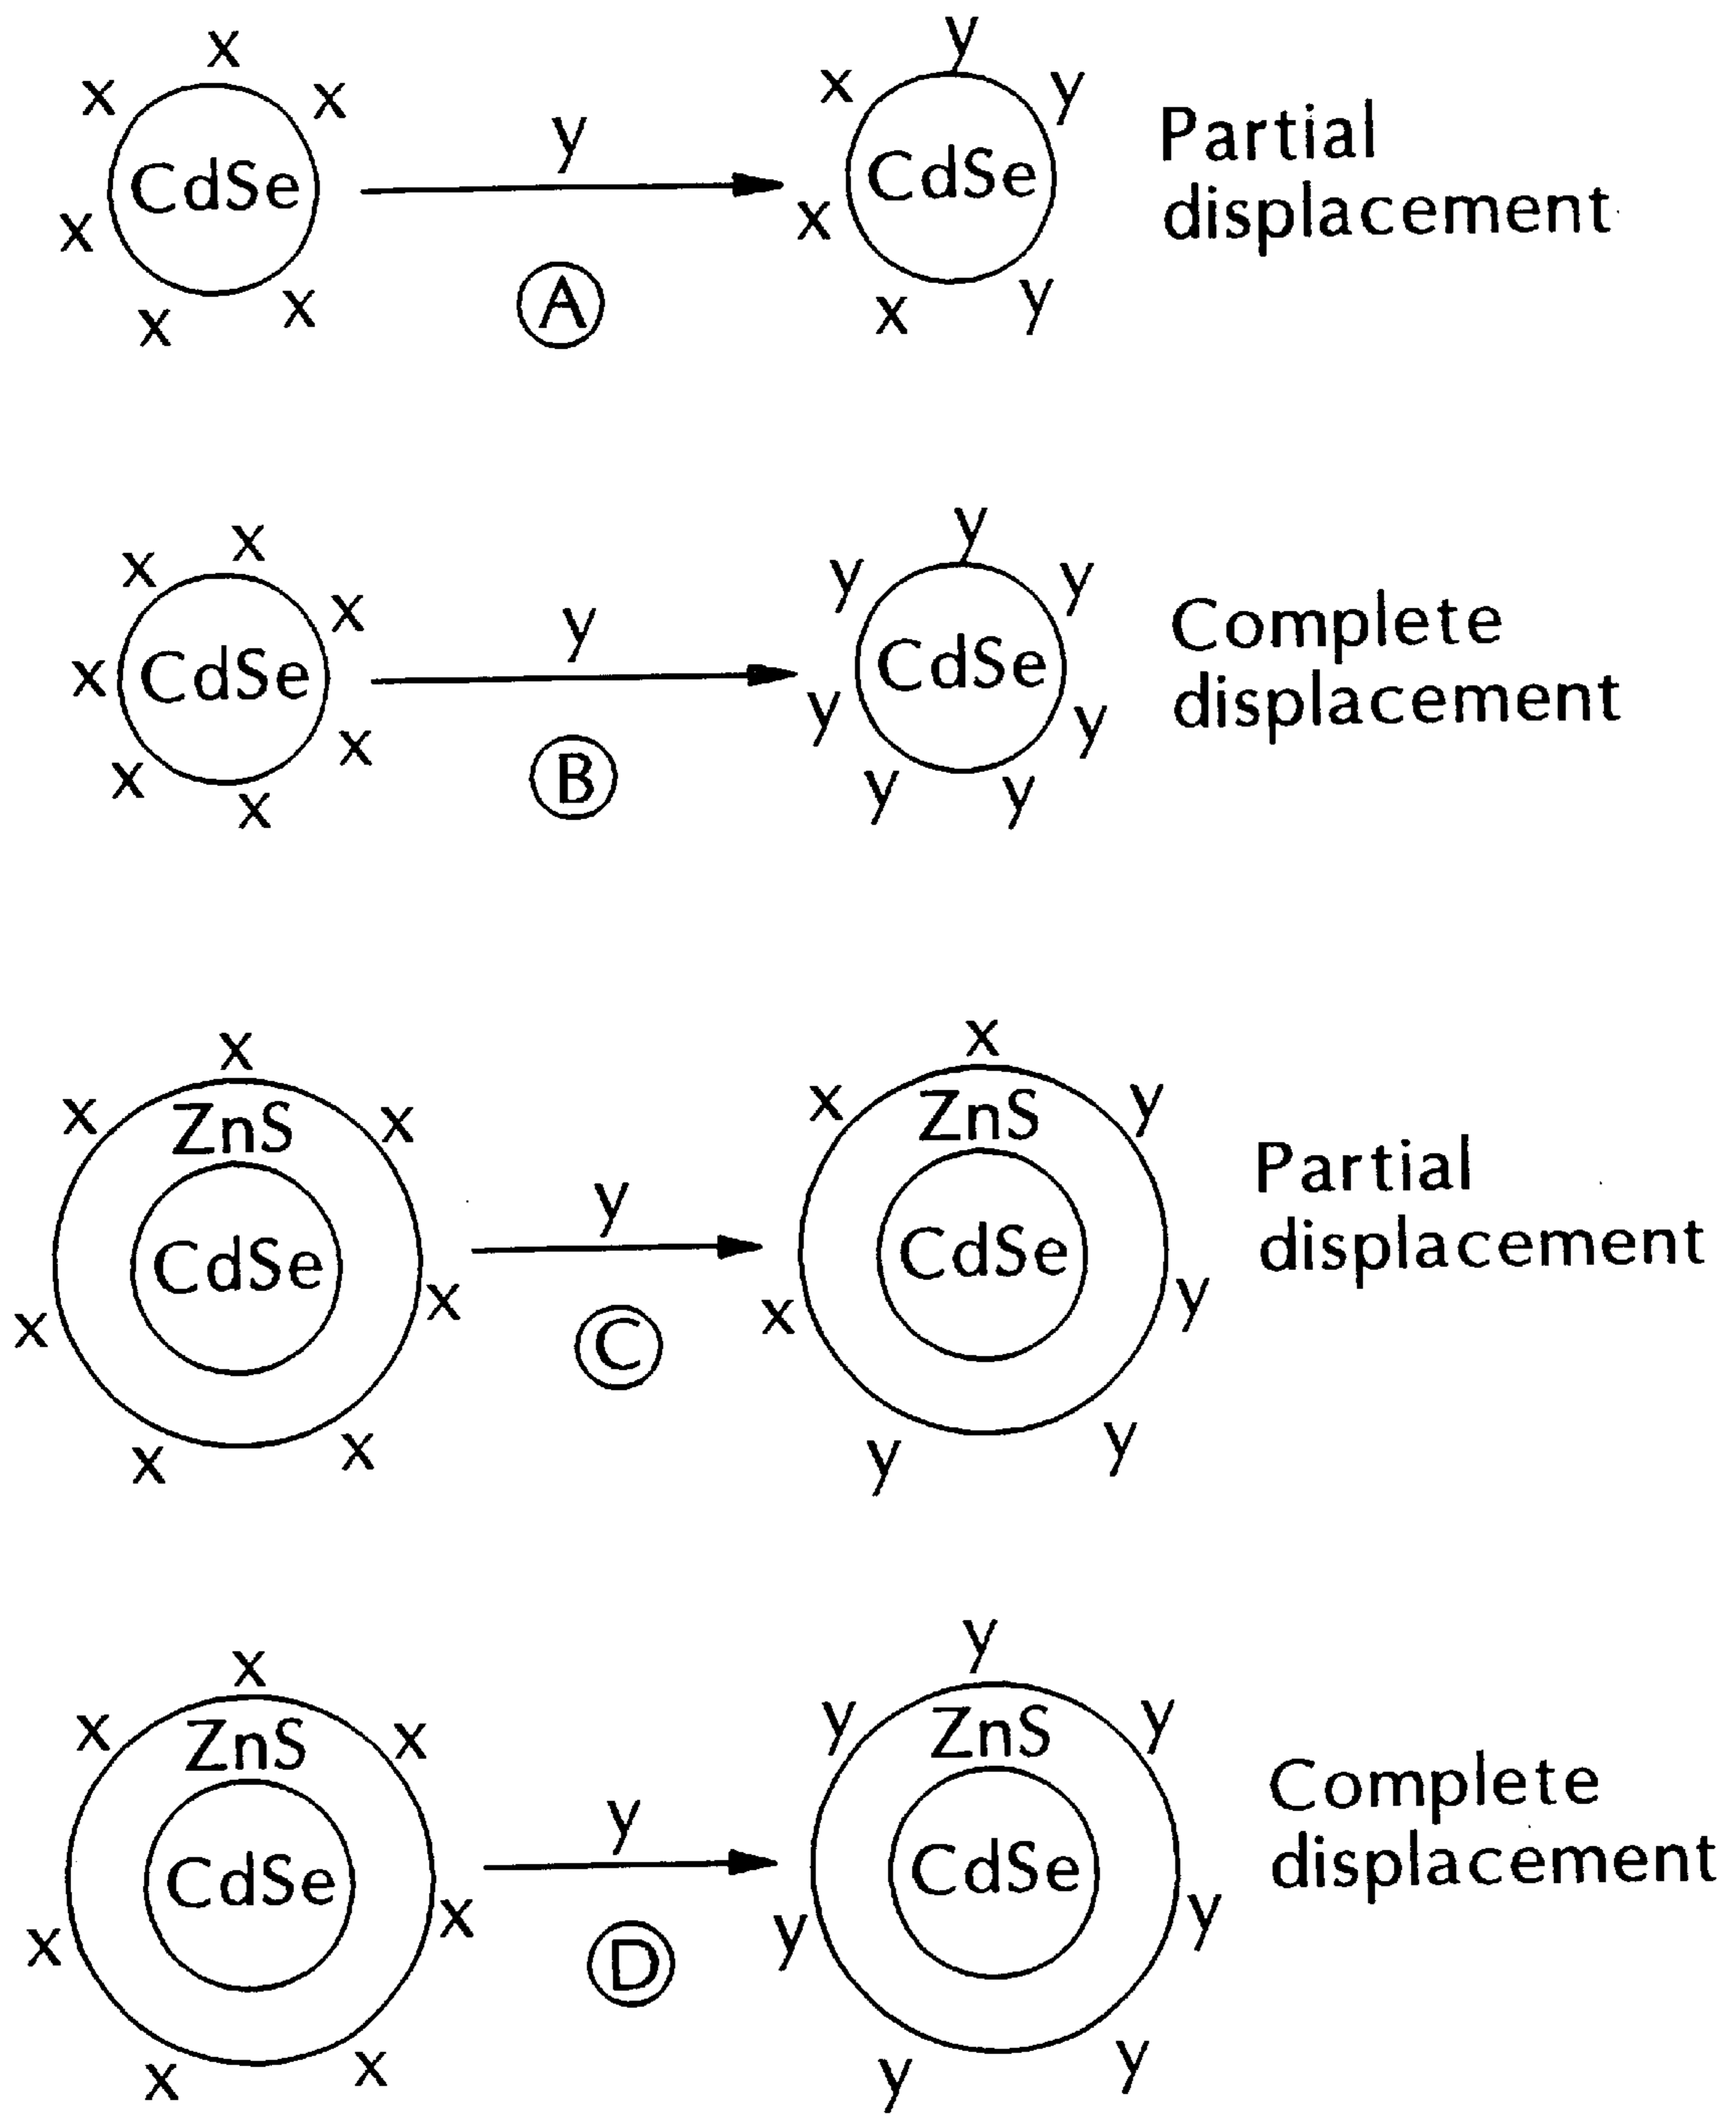 x
x x
CdSe
x
x x
y
A
y
x y
CdSe
x
x y
Partial
displacement
x
x
x
x CdSe
x
x
x
y
B
y
y y
CdSe
y y
y y
Complete
displacement
x
x x
ZnS
CdSe
x
x
x x
y
C
x
x y
ZnS
CdSe
y
x
y y
Partial
displacement
x
x x
ZnS
CdSe
x
x
x x
y
D
y
y y
ZnS
CdSe
y y
y y
Complete
displacement